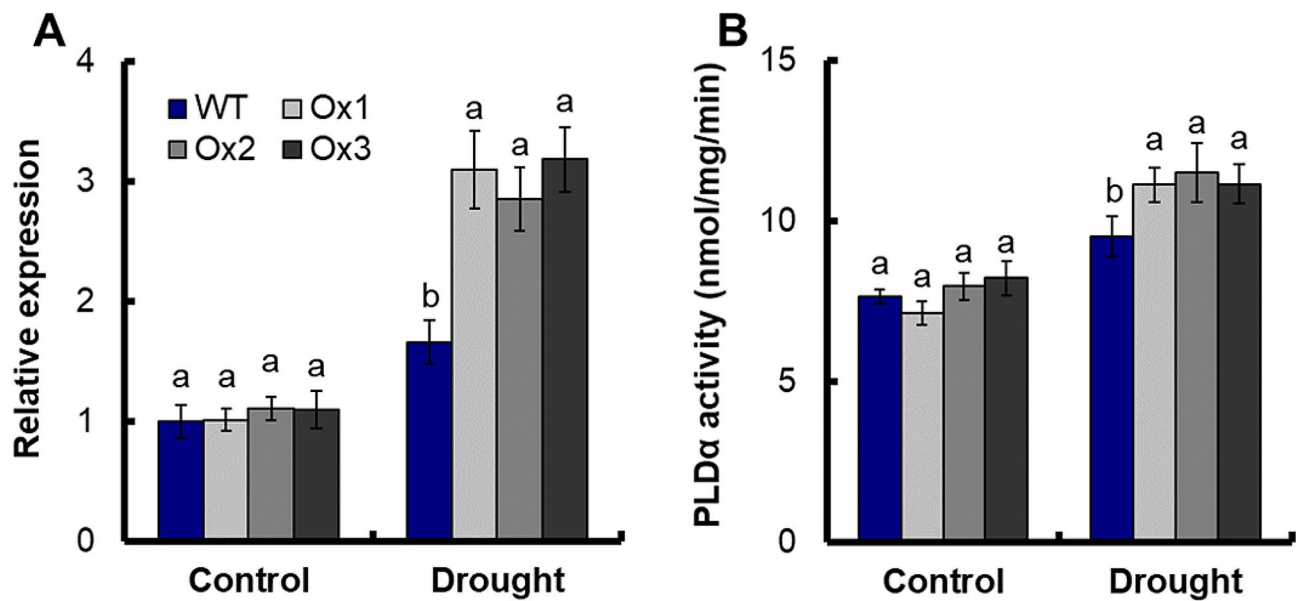 A
Relative expression
4
3
2
1
0
WT Ox1
Ox2 Ox3
a a a a
b a a a
Control Drought
B
PLDα activity (nmol/mg/min)
15
10
5
0
a a a a
b a a a
Control Drought